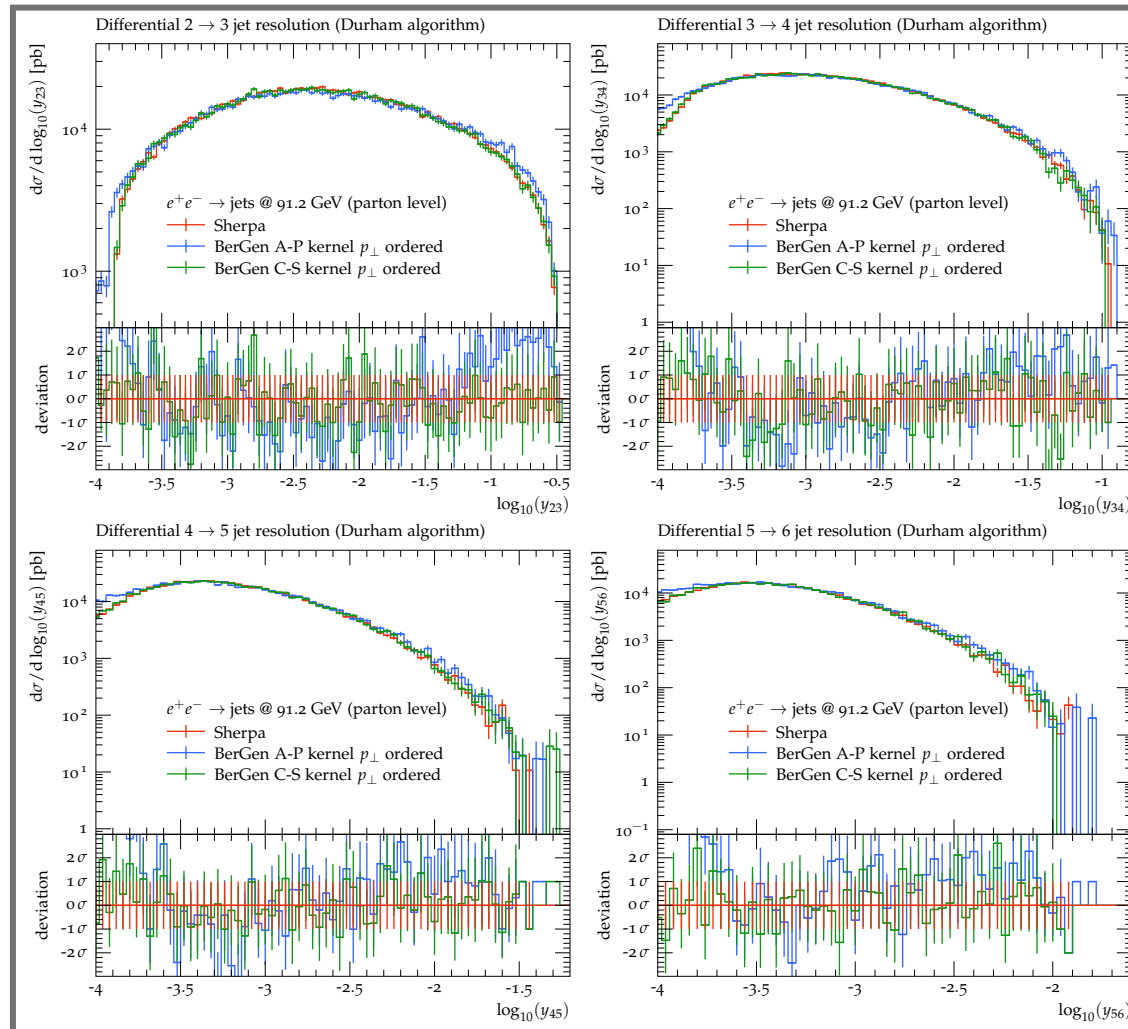 Differential 2 → 3 jet resolution (Durham algorithm)
dσ/d log₁₀(y₂₃) [pb]
10⁴
10³
e⁺e⁻ → jets @ 91.2 GeV (parton level)
Sherpa
BerGen A-P kernel p⊥ ordered
BerGen C-S kernel p⊥ ordered
deviation
2σ
1σ
0σ
-1σ
-2σ
-4 -3.5 -3 -2.5 -2 -1.5 -1 -0.5
log₁₀(y₂₃)
Differential 3 → 4 jet resolution (Durham algorithm)
dσ/d log₁₀(y₃₄) [pb]
10⁴
10³
10²
10¹
1
e⁺e⁻ → jets @ 91.2 GeV (parton level)
Sherpa
BerGen A-P kernel p⊥ ordered
BerGen C-S kernel p⊥ ordered
deviation
2σ
1σ
0σ
-1σ
-2σ
-4 -3.5 -3 -2.5 -2 -1.5 -1
log₁₀(y₃₄)
Differential 4 → 5 jet resolution (Durham algorithm)
dσ/d log₁₀(y₄₅) [pb]
10⁴
10³
10²
10¹
1
e⁺e⁻ → jets @ 91.2 GeV (parton level)
Sherpa
BerGen A-P kernel p⊥ ordered
BerGen C-S kernel p⊥ ordered
deviation
2σ
1σ
0σ
-1σ
-2σ
-4 -3.5 -3 -2.5 -2 -1.5
log₁₀(y₄₅)
Differential 5 → 6 jet resolution (Durham algorithm)
dσ/d log₁₀(y₅₆) [pb]
10⁴
10³
10²
10¹
1
10⁻¹
e⁺e⁻ → jets @ 91.2 GeV (parton level)
Sherpa
BerGen A-P kernel p⊥ ordered
BerGen C-S kernel p⊥ ordered
deviation
2σ
1σ
0σ
-1σ
-2σ
-4 -3.5 -3 -2.5 -2
log₁₀(y₅₆)